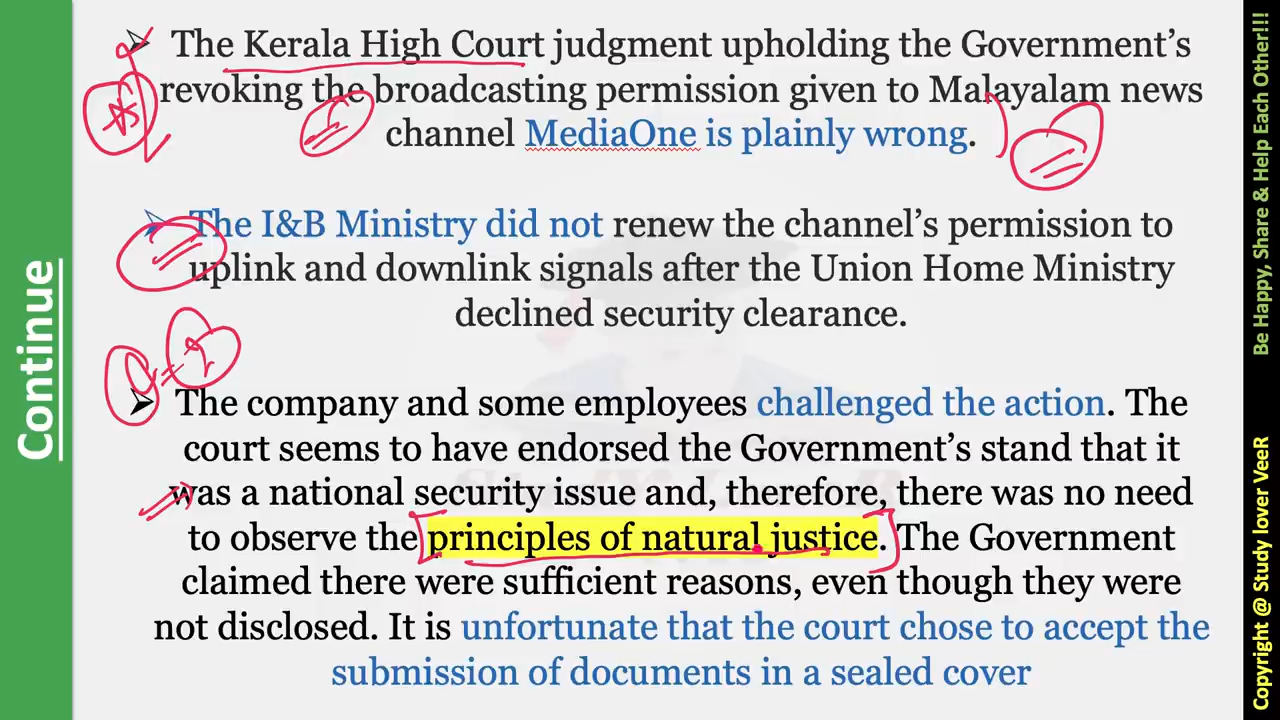 Continue
The Kerala High Court judgment upholding the Government's
revoking the broadcasting permission given to Malayalam news
channel MediaOne is plainly wrong.
The I&B Ministry did not renew the channel's permission to
uplink and downlink signals after the Union Home Ministry
declined security clearance.
The company and some employees challenged the action. The
court seems to have endorsed the Government's stand that it
was a national security issue and, therefore, there was no need
to observe the principles of natural justice. The Government
claimed there were sufficient reasons, even though they were
not disclosed. It is unfortunate that the court chose to accept the
submission of documents in a sealed cover
Copyright @ Study lover VeeR
Be Happy, Share & Help Each Other!!!